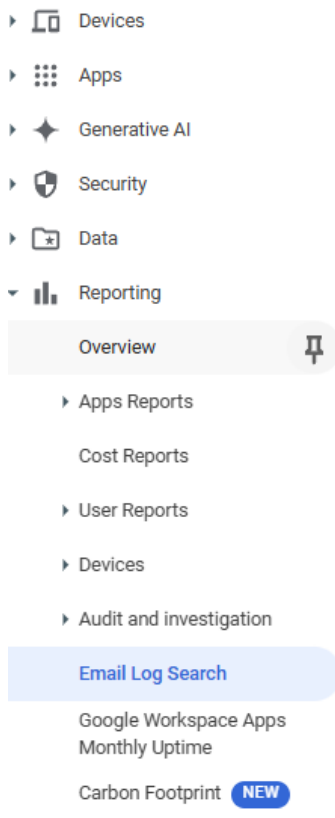 Devices
Apps
Generative AI
Security
Data
Reporting
Overview
Apps Reports
Cost Reports
User Reports
Devices
Audit and investigation
Email Log Search
Google Workspace Apps
Monthly Uptime
Carbon Footprint NEW